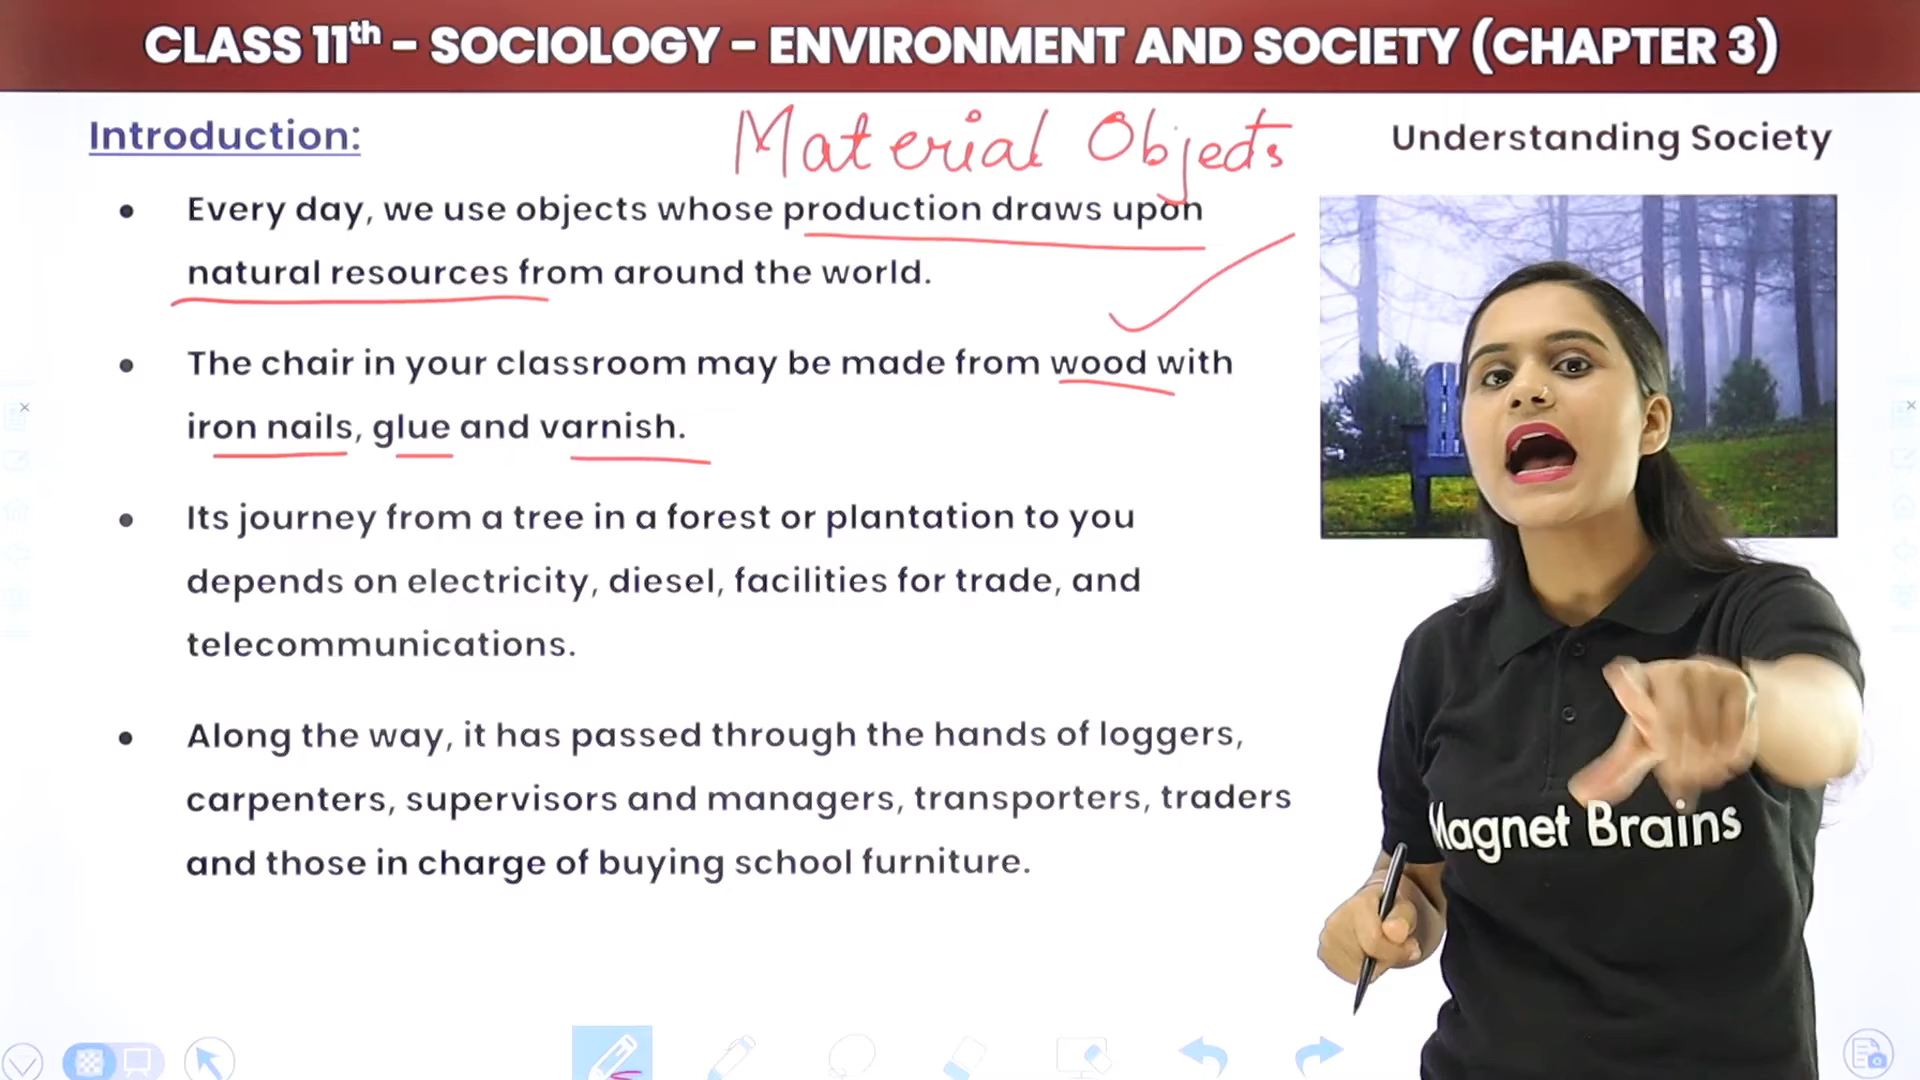 CLASS 11th - SOCIOLOGY - ENVIRONMENT AND SOCIETY (CHAPTER 3)
Introduction:
Material Objects
Understanding Society
• Every day, we use objects whose production draws upon
natural resources from around the world.
• The chair in your classroom may be made from wood with
iron nails, glue and varnish.
• Its journey from a tree in a forest or plantation to you
depends on electricity, diesel, facilities for trade, and
telecommunications.
• Along the way, it has passed through the hands of loggers,
carpenters, supervisors and managers, transporters, traders
and those in charge of buying school furniture.
Magnet Brains